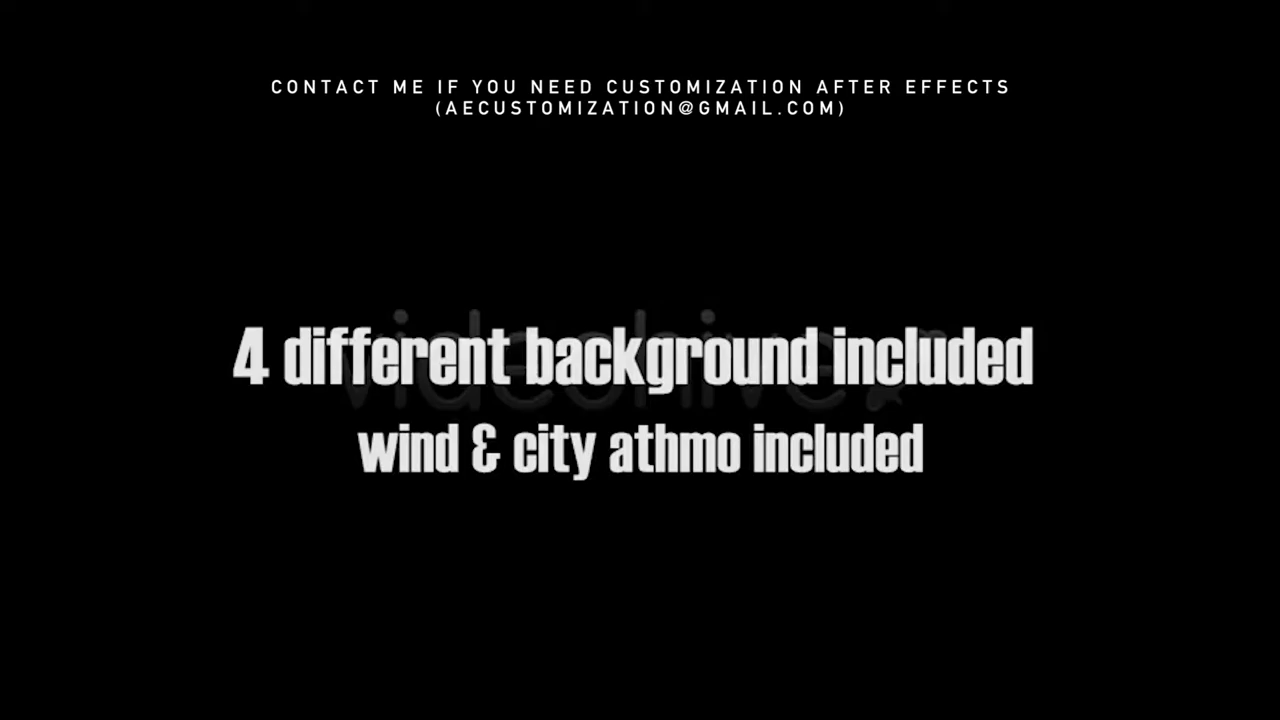 CONTACT ME IF YOU NEED CUSTOMIZATION AFTER EFFECTS
(AECUSTOMIZATION@GMAIL.COM)
videohive
4 different background included
wind & city athmo included